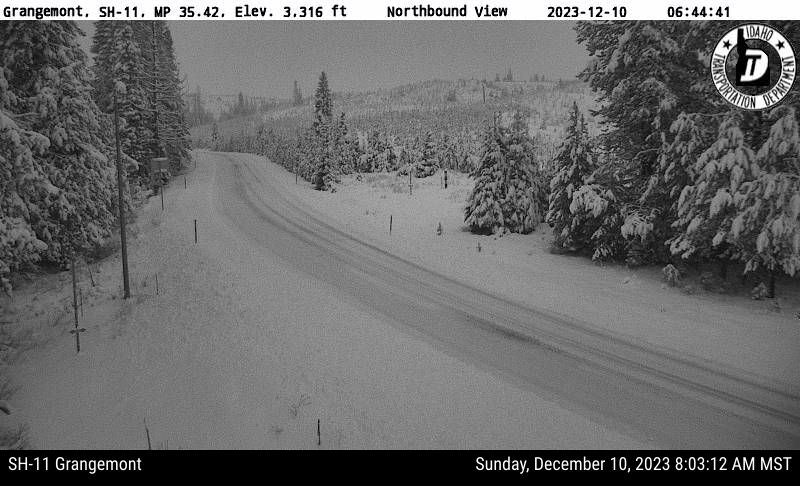 Grangemont, SH-11, MP 35.42, Elev. 3,316 ft Northbound View 2023-12-10 06:44:41
IDAHO
TRANSPORTATION DEPARTMENT
SH-11 Grangemont Sunday, December 10, 2023 8:03:12 AM MST